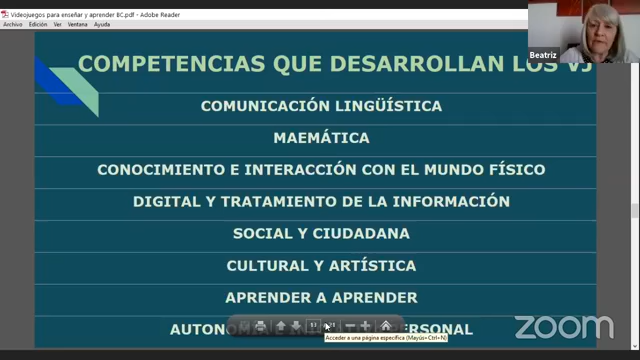 Videojuegos para enseñar y aprender BC.pdf - Adobe Reader
Archivo Edición Ver Ventana Ayuda
Beatriz
COMPETENCIAS QUE DESARROLLAN LOS VJ
COMUNICACIÓN LINGÜÍSTICA
MAEMÁTICA
CONOCIMIENTO E INTERACCIÓN CON EL MUNDO FÍSICO
DIGITAL Y TRATAMIENTO DE LA INFORMACIÓN
SOCIAL Y CIUDADANA
CULTURAL Y ARTÍSTICA
APRENDER A APRENDER
11
Acceder a una página específica (Mayús+Ctrl+N)
zoom